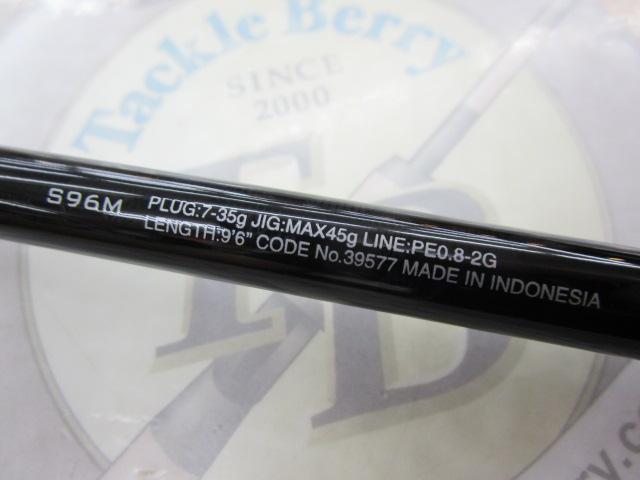 Tackle Berry
SINCE
2000
TB
S96M PLUG:7-35g JIG:MAX45g LINE:PE0.8-2G
LENGTH:9'6" CODE No.39577 MADE IN INDONESIA